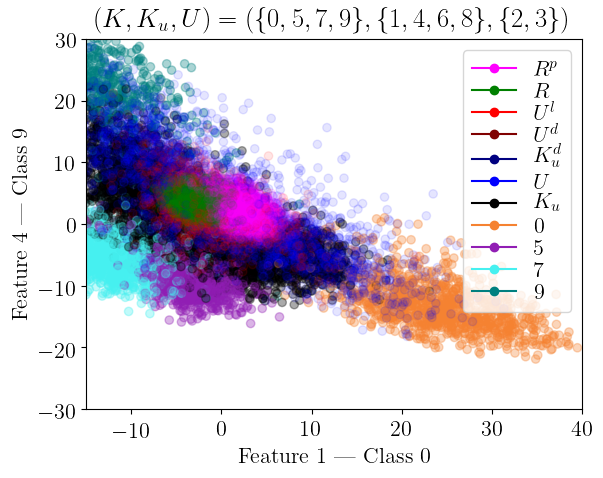 (K, K_u, U) = ({0, 5, 7, 9}, {1, 4, 6, 8}, {2, 3})
30
20
10
0
−10
−20
−30
Feature 4 — Class 9
R^p
R
U^l
U^d
K_u^d
U
K_u
0
5
7
9
−10
0
10
20
30
40
Feature 1 — Class 0